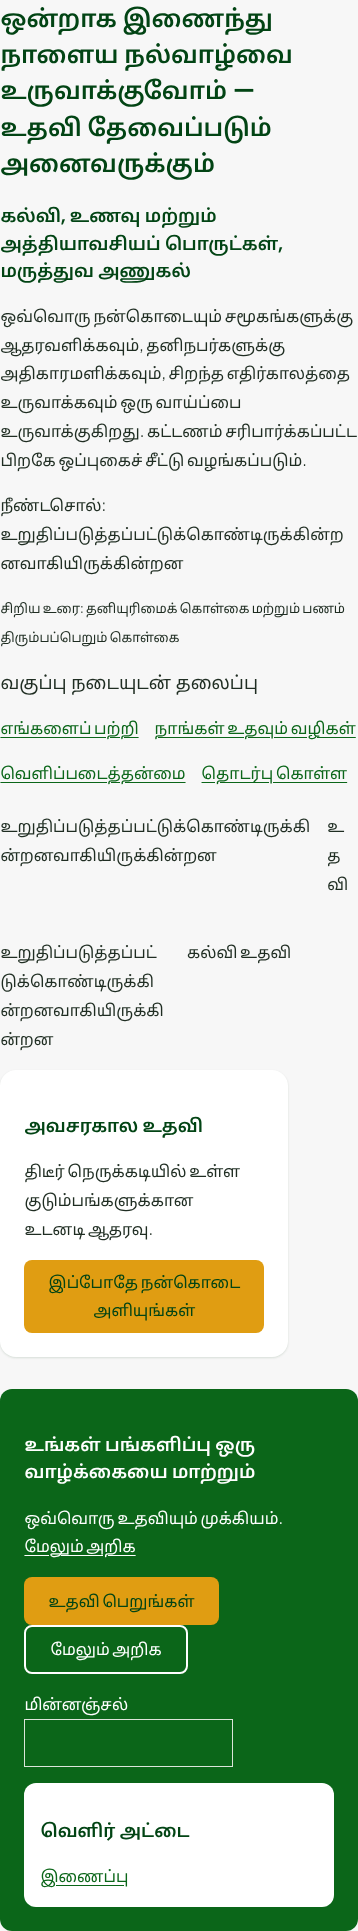 ஒன்றாக இணைந்து
நாளைய நல்வாழ்வை
உருவாக்குவோம் —
உதவி தேவைப்படும்
அனைவருக்கும்
கல்வி, உணவு மற்றும்
அத்தியாவசியப் பொருட்கள்,
மருத்துவ அணுகல்
ஒவ்வொரு நன்கொடையும் சமூகங்களுக்கு
ஆதரவளிக்கவும், தனிநபர்களுக்கு
அதிகாரமளிக்கவும், சிறந்த எதிர்காலத்தை
உருவாக்கவும் ஒரு வாய்ப்பை
உருவாக்குகிறது. கட்டணம் சரிபார்க்கப்பட்ட
பிறகே ஒப்புகைச் சீட்டு வழங்கப்படும்.
நீண்டசொல்:
உறுதிப்படுத்தப்பட்டுக்கொண்டிருக்கின்ற
னவாகியிருக்கின்றன
சிறிய உரை: தனியுரிமைக் கொள்கை மற்றும் பணம்
திரும்பப்பெறும் கொள்கை
வகுப்பு நடையுடன் தலைப்பு
எங்களைப் பற்றி நாங்கள் உதவும் வழிகள்
வெளிப்படைத்தன்மை தொடர்பு கொள்ள
உறுதிப்படுத்தப்பட்டுக்கொண்டிருக்கி
ன்றனவாகியிருக்கின்றன
உ
த
வி
உறுதிப்படுத்தப்பட்
டுக்கொண்டிருக்கி
ன்றனவாகியிருக்கி
ன்றன
கல்வி உதவி
அவசரகால உதவி
திடீர் நெருக்கடியில் உள்ள
குடும்பங்களுக்கான
உடனடி ஆதரவு.
இப்போதே நன்கொடை
அளியுங்கள்
உங்கள் பங்களிப்பு ஒரு
வாழ்க்கையை மாற்றும்
ஒவ்வொரு உதவியும் முக்கியம்.
மேலும் அறிக
உதவி பெறுங்கள்
மேலும் அறிக
மின்னஞ்சல்
வெளிர் அட்டை
இணைப்பு